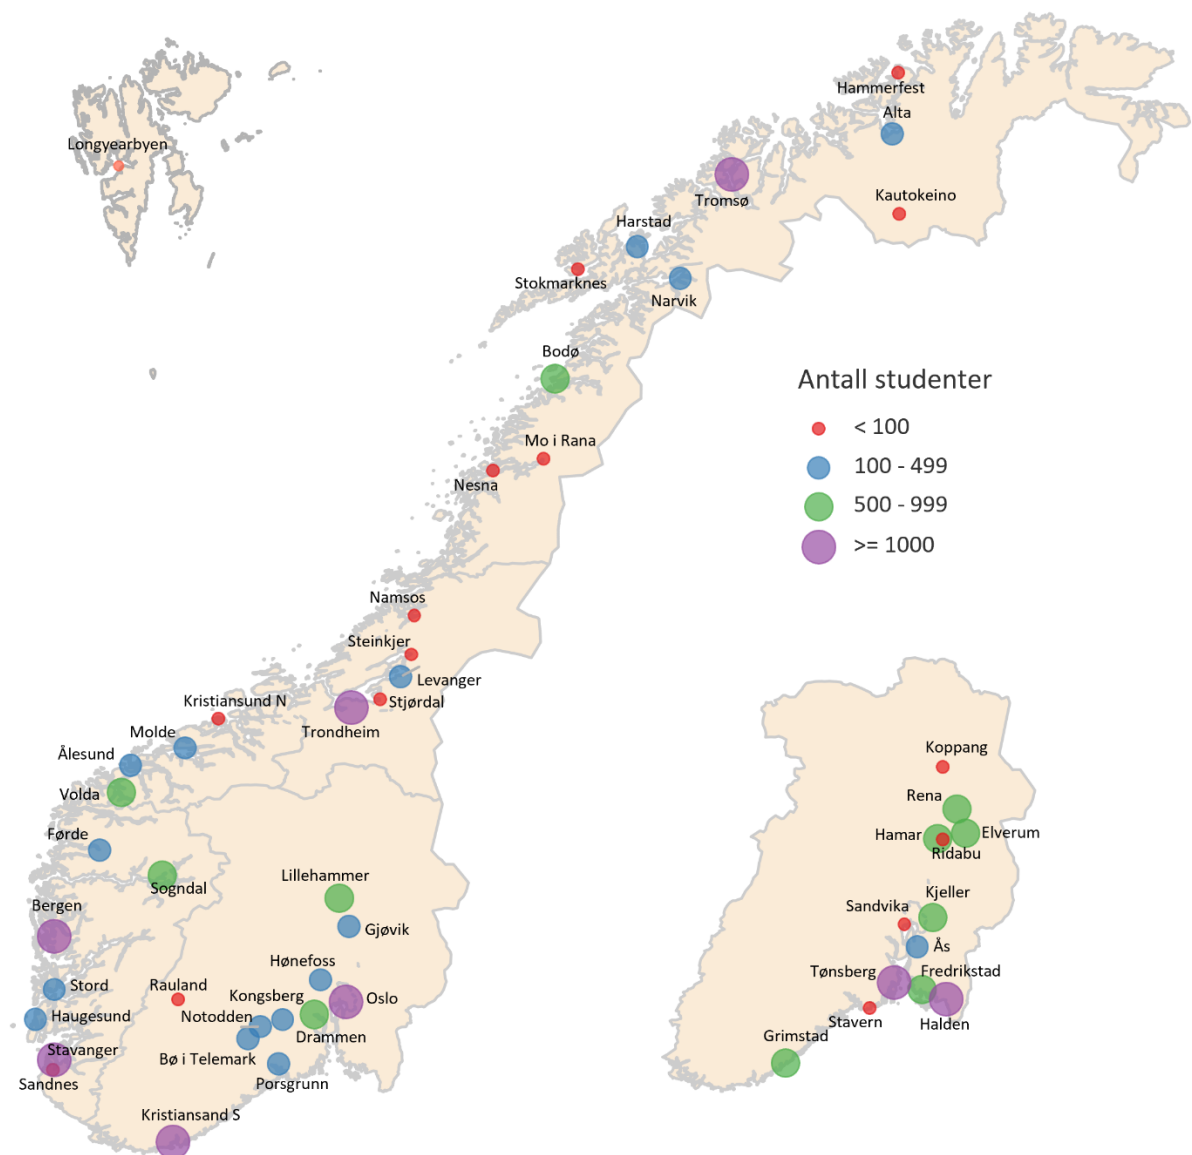 Hammerfest
Alta
Longyearbyen
Kautokeino
Tromsø
Harstad
Stokmarknes
Narvik
Bodø
Antall studenter
< 100
100 - 499
500 - 999
>= 1000
Mo i Rana
Nesna
Namsos
Steinkjer
Levanger
Kristiansund N
Stjørdal
Trondheim
Molde
Ålesund
Volda
Førde
Sogndal
Lillehammer
Bergen
Gjøvik
Hønefoss
Stord
Rauland
Kongsberg
Oslo
Haugesund
Notodden
Drammen
Stavanger
Bø i Telemark
Sandnes
Porsgrunn
Kristiansand S
Koppang
Rena
Hamar
Elverum
Ridabu
Kjeller
Sandvika
Ås
Tønsberg
Fredrikstad
Stavern
Halden
Grimstad